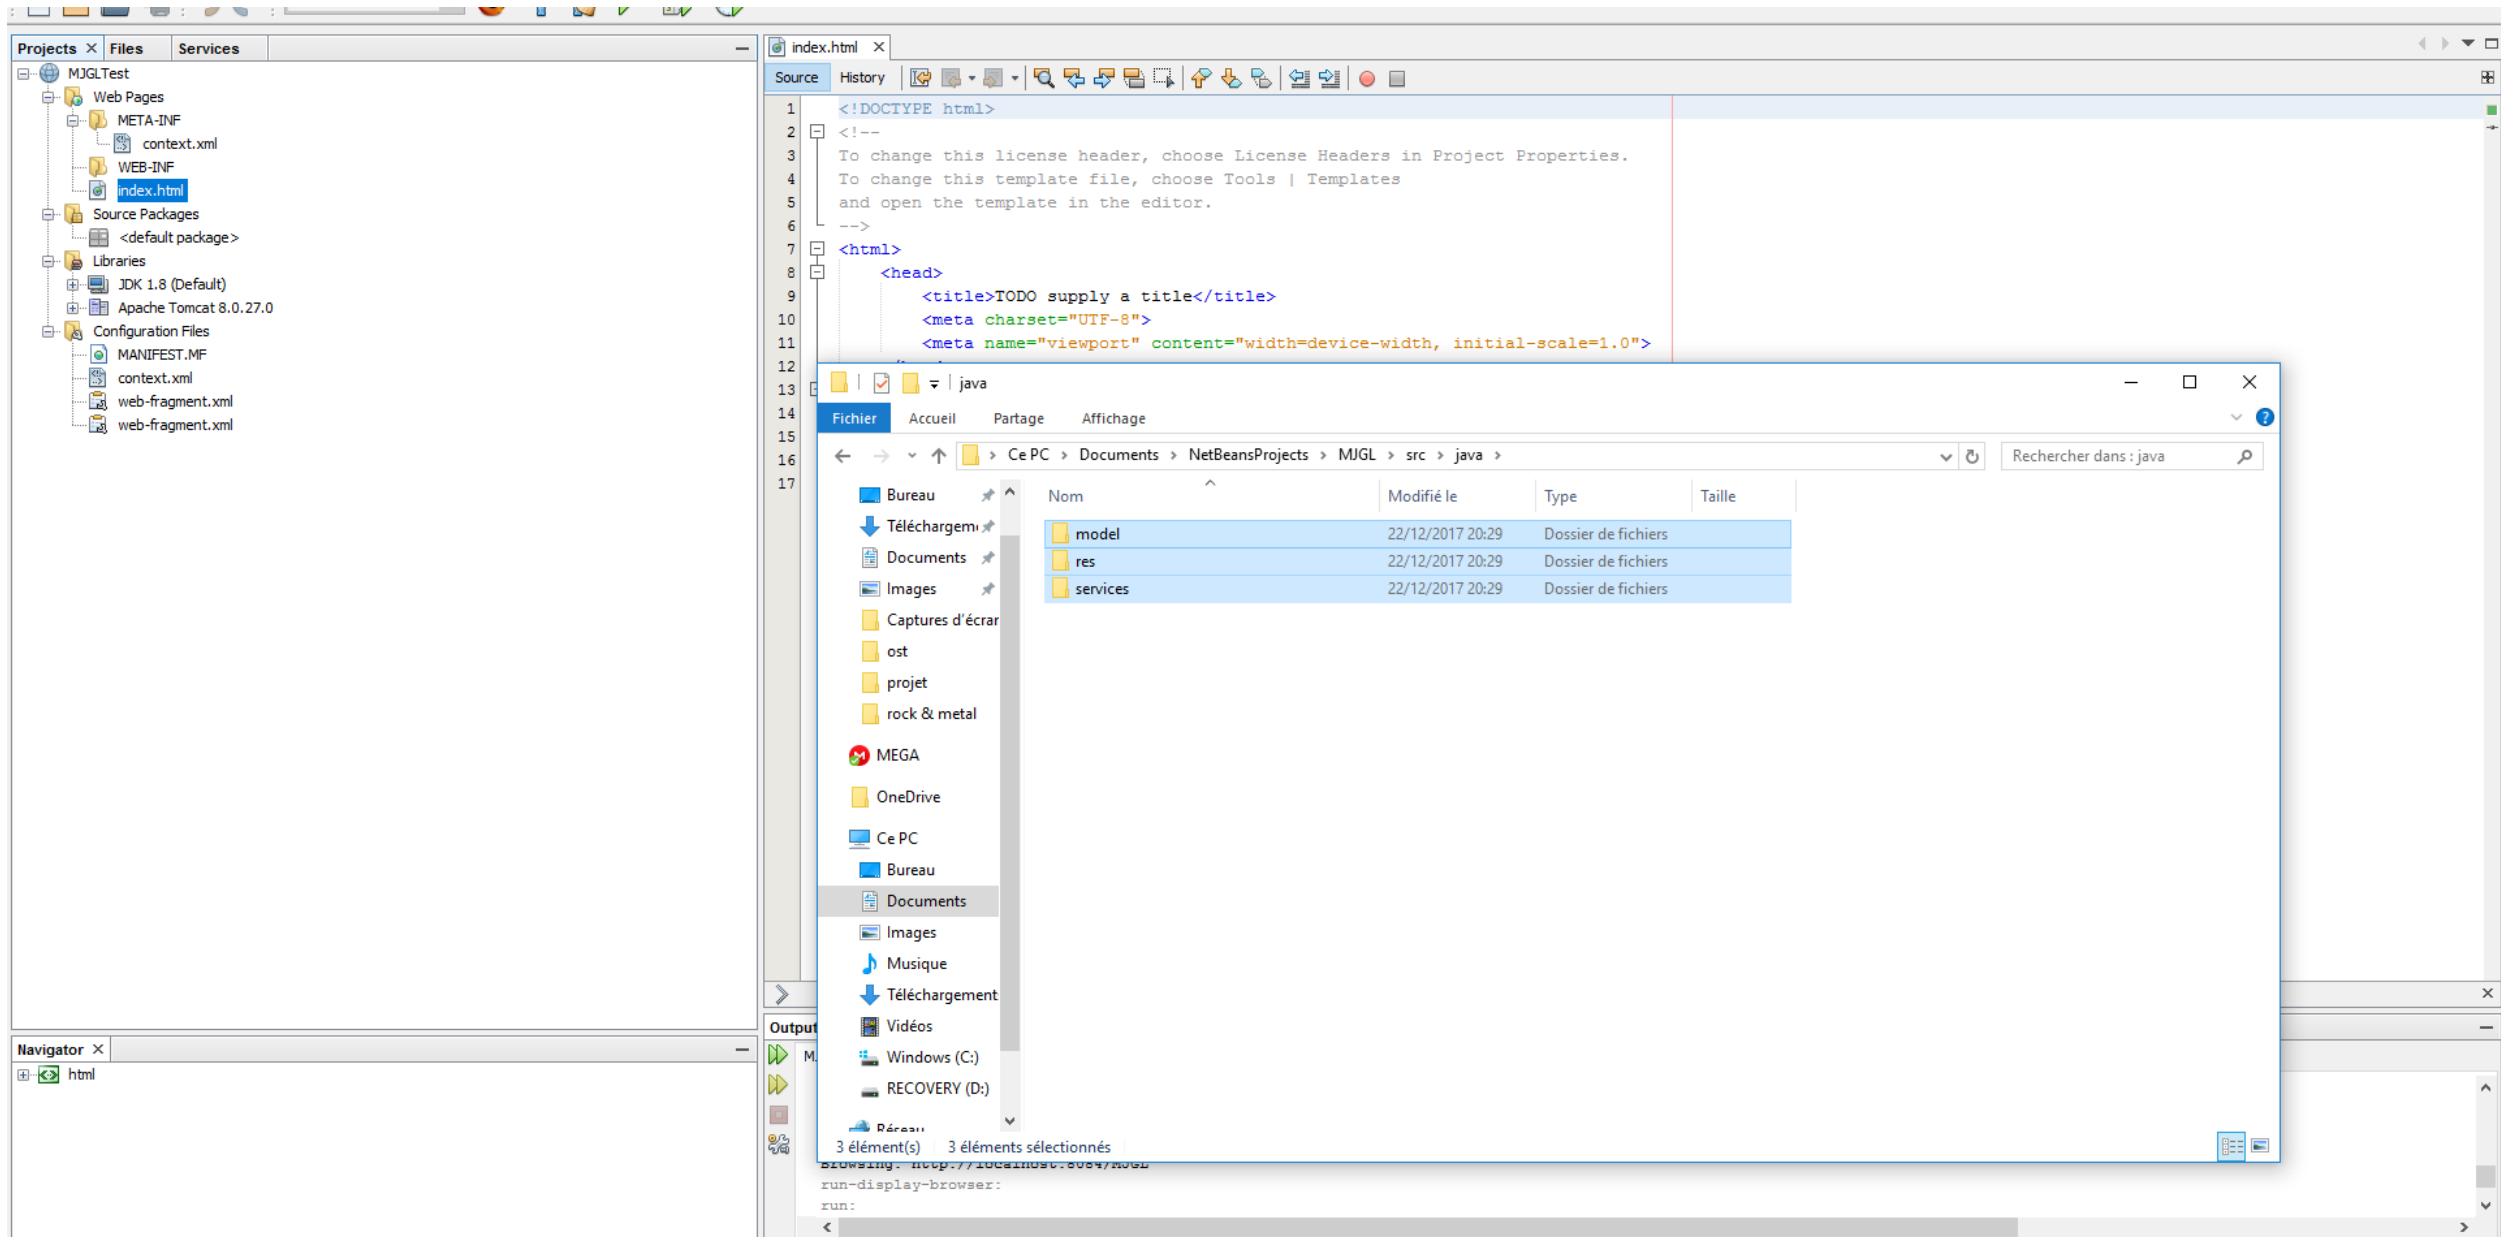 Projects Files Services
MJGLTest
Web Pages
META-INF
context.xml
WEB-INF
index.html
Source Packages
<default package>
Libraries
JDK 1.8 (Default)
Apache Tomcat 8.0.27.0
Configuration Files
MANIFEST.MF
context.xml
web-fragment.xml
web-fragment.xml
Navigator
html
index.html
Source History
1 <!DOCTYPE html>
2 <!--
3 To change this license header, choose License Headers in Project Properties.
4 To change this template file, choose Tools | Templates
5 and open the template in the editor.
6 -->
7 <html>
8 <head>
9 <title>TODO supply a title</title>
10 <meta charset="UTF-8">
11 <meta name="viewport" content="width=device-width, initial-scale=1.0">
12
13
14
15
16
17
java
Fichier Accueil Partage Affichage
Ce PC > Documents > NetBeansProjects > MJGL > src > java >
Rechercher dans : java
Nom Modifié le Type Taille
model 22/12/2017 20:29 Dossier de fichiers
res 22/12/2017 20:29 Dossier de fichiers
services 22/12/2017 20:29 Dossier de fichiers
Bureau
Téléchargem
Documents
Images
Captures d'écrar
ost
projet
rock & metal
MEGA
OneDrive
Ce PC
Bureau
Documents
Images
Musique
Téléchargement
Vidéos
Windows (C:)
RECOVERY (D:)
Réseau
3 élément(s) 3 éléments sélectionnés
Output
Browsing: http://localhost:8084/MJGL
run-display-browser:
run: